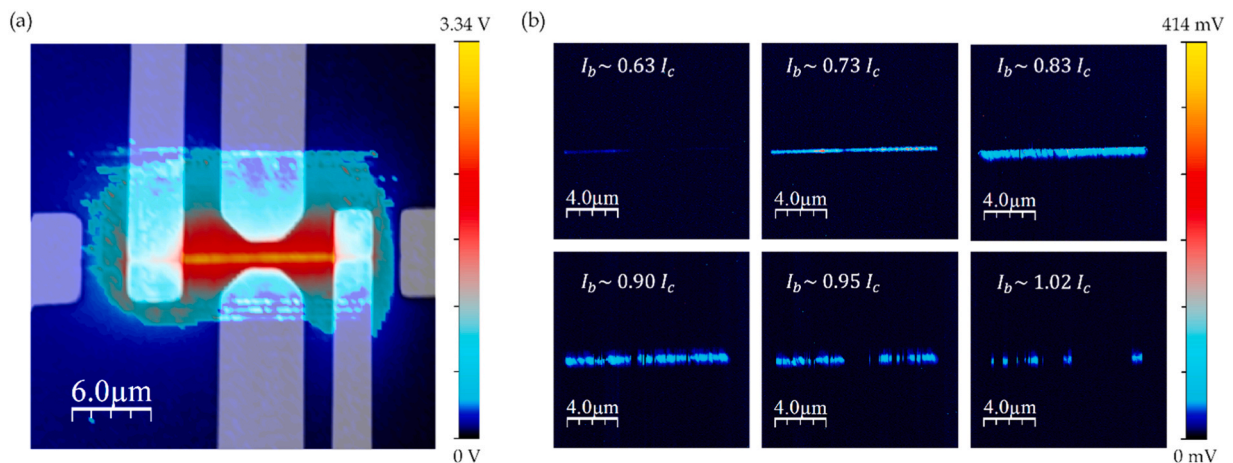 (a)
3.34 V
6.0μm
0 V
(b)
414 mV
I_b~ 0.63 I_c
I_b~ 0.73 I_c
I_b~ 0.83 I_c
4.0μm
4.0μm
4.0μm
I_b~ 0.90 I_c
I_b~ 0.95 I_c
I_b~ 1.02 I_c
4.0μm
4.0μm
4.0μm
0 mV